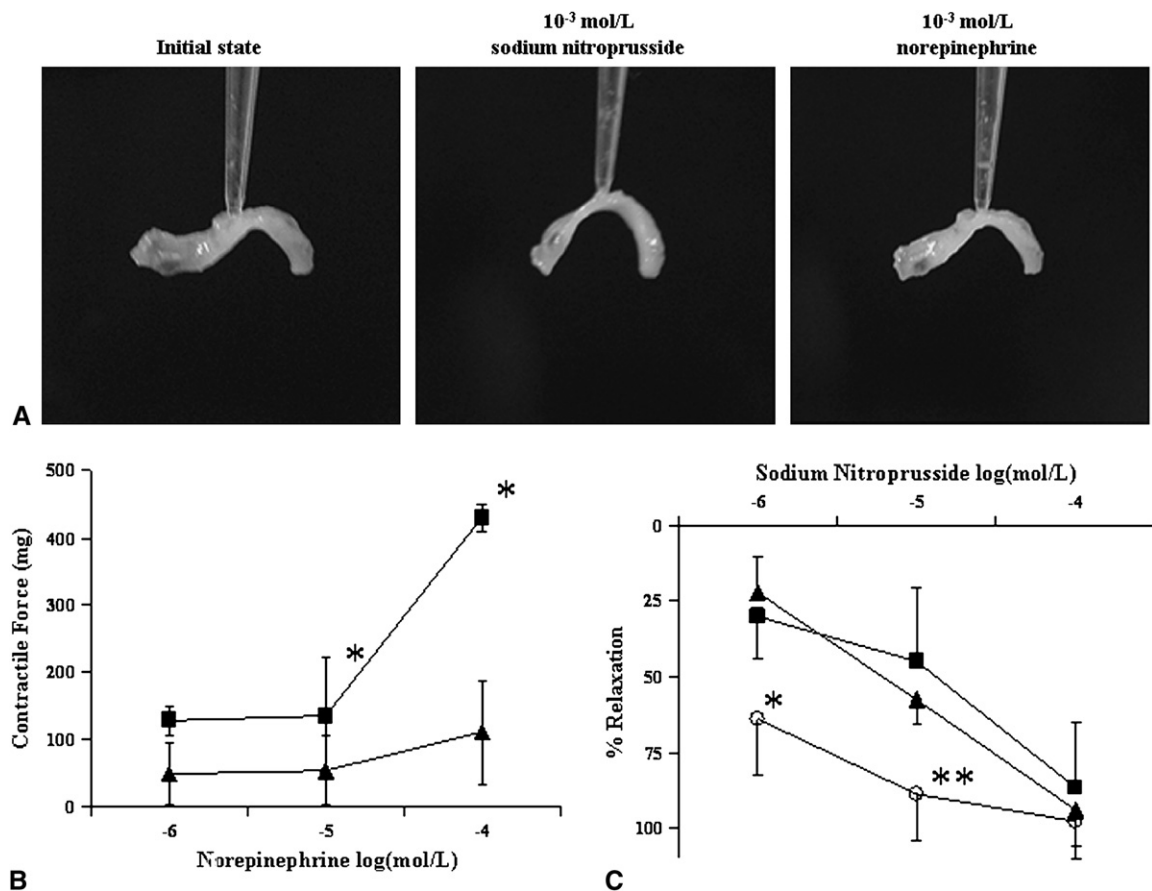 Initial state
10⁻³ mol/L
sodium nitroprusside
10⁻³ mol/L
norepinephrine
A
500
400
300
200
100
0
-6
-5
-4
*
*
Contractile Force (mg)
Norepinephrine log(mol/L)
B
Sodium Nitroprusside log(mol/L)
-6
-5
-4
0
25
50
75
100
*
**
% Relaxation
C